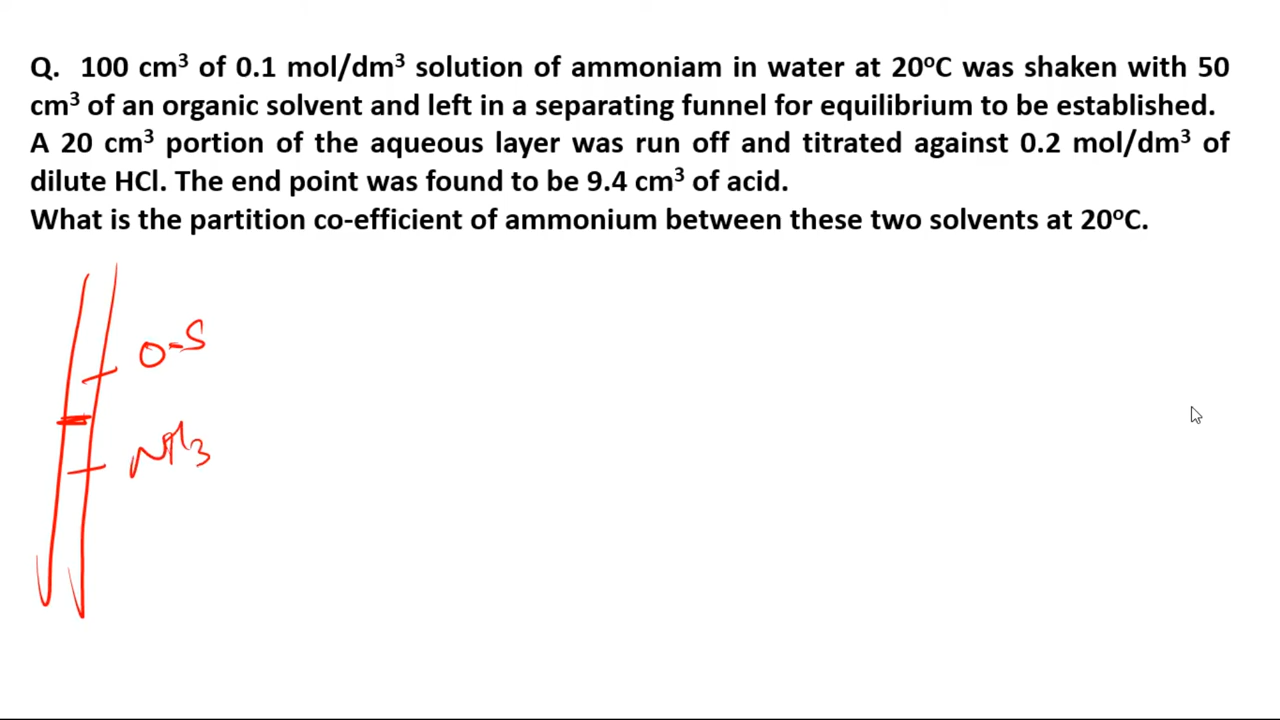 Q. 100 cm³ of 0.1 mol/dm³ solution of ammoniam in water at 20ºC was shaken with 50
cm³ of an organic solvent and left in a separating funnel for equilibrium to be established.
A 20 cm³ portion of the aqueous layer was run off and titrated against 0.2 mol/dm³ of
dilute HCl. The end point was found to be 9.4 cm³ of acid.
What is the partition co-efficient of ammonium between these two solvents at 20ºC.
O-S
NH3